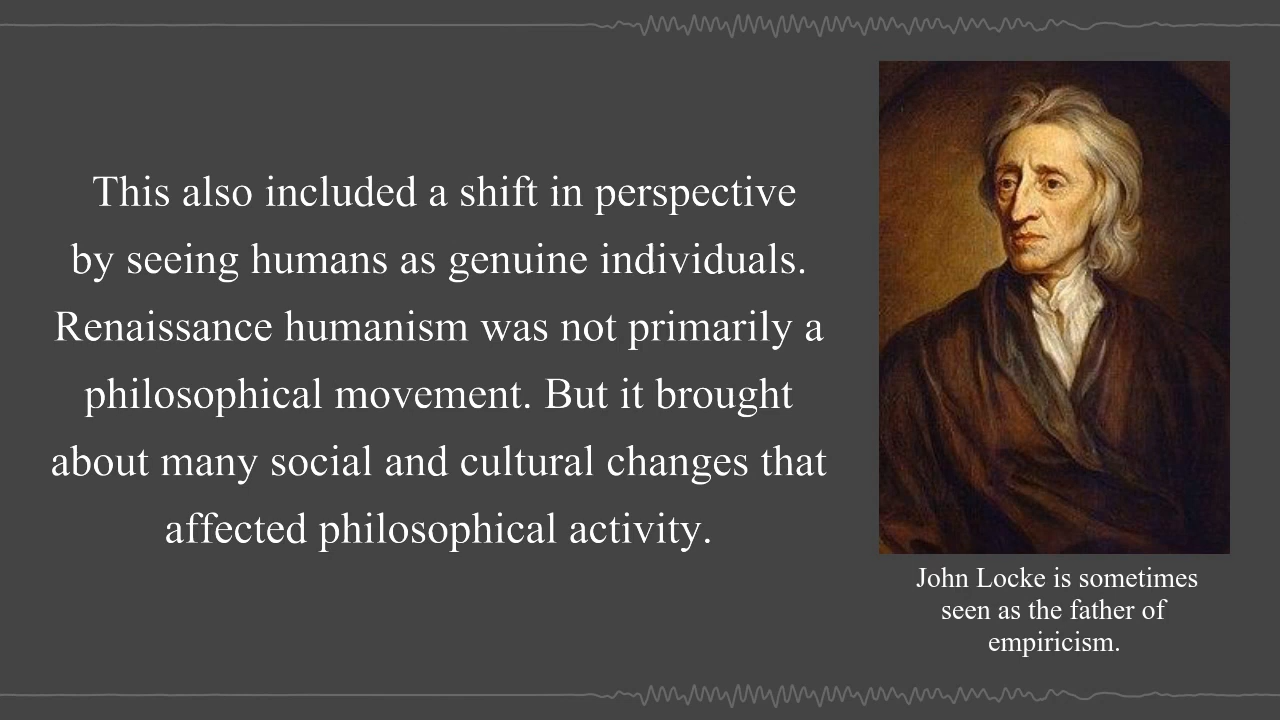 This also included a shift in perspective
by seeing humans as genuine individuals.
Renaissance humanism was not primarily a
philosophical movement. But it brought
about many social and cultural changes that
affected philosophical activity.
John Locke is sometimes
seen as the father of
empiricism.